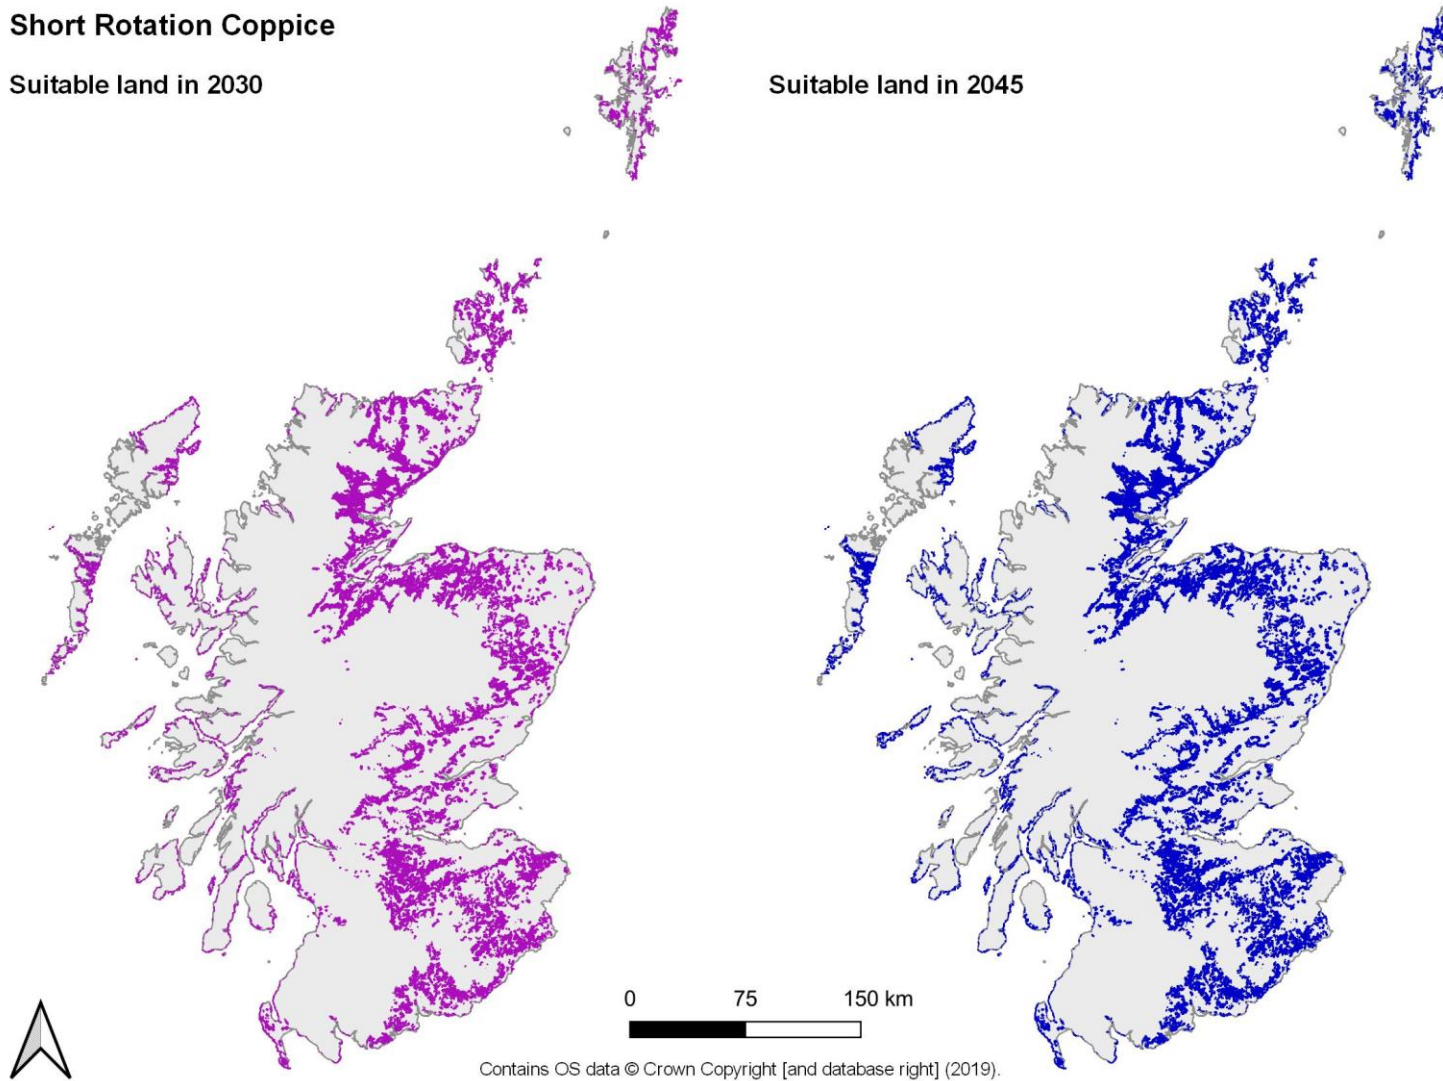 Short Rotation Coppice
Suitable land in 2030
Suitable land in 2045
0 75 150 km
Contains OS data © Crown Copyright [and database right] (2019).